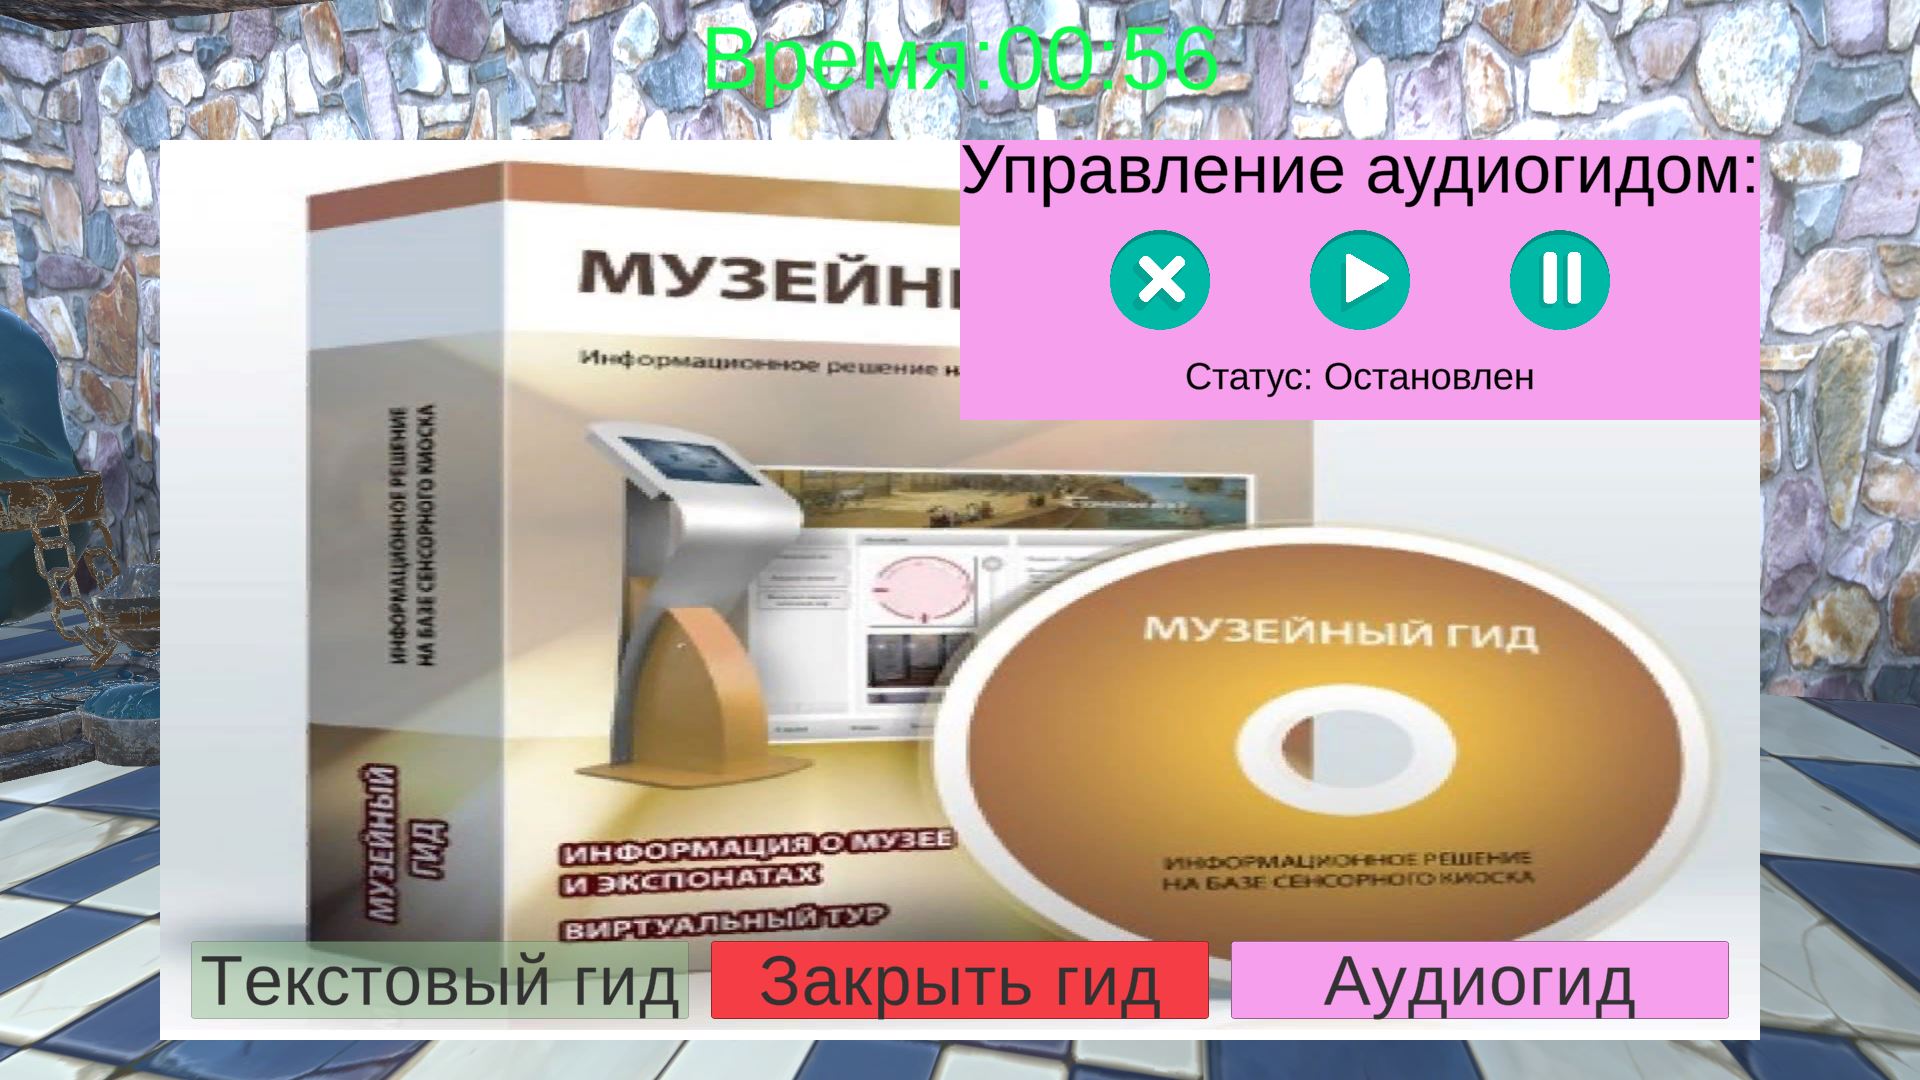 Время:00:56
Управление аудиогидом:
Статус: Остановлен
МУЗЕЙН
Информационное решение
ИНФОРМАЦИОННОЕ РЕШЕНИЕ
НА БАЗЕ СЕНСОРНОГО КИОСКА
МУЗЕЙНЫЙ
ГИД
ИНФОРМАЦИЯ О МУЗЕЕ
И ЭКСПОНАТАХ
ВИРТУАЛЬНЫЙ ТУР
МУЗЕЙНЫЙ ГИД
ИНФОРМАЦИОННОЕ РЕШЕНИЕ
НА БАЗЕ СЕНСОРНОГО КИОСКА
Текстовый гид
Закрыть гид
Аудиогид